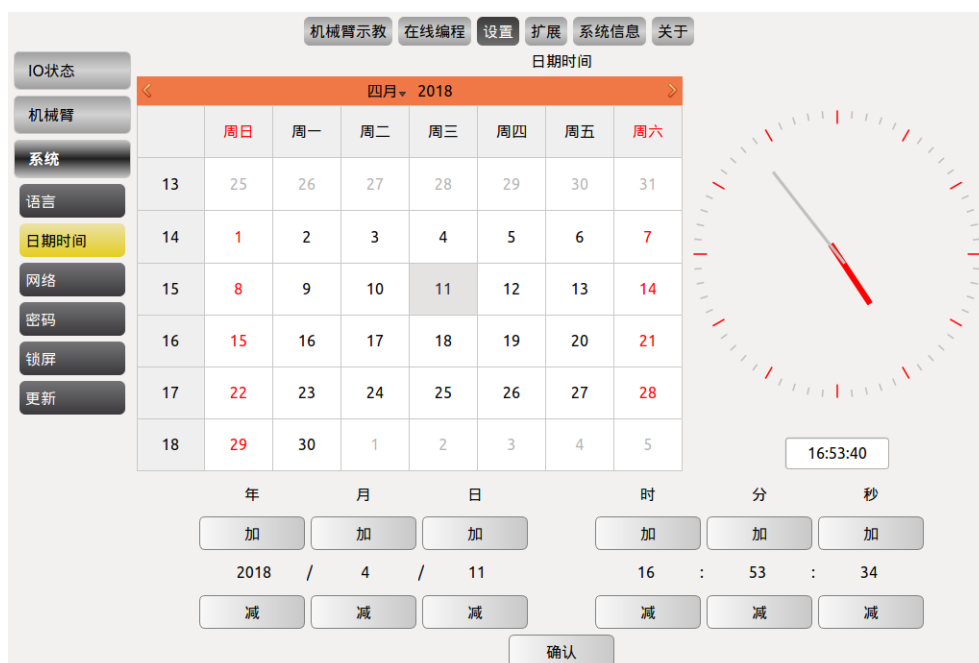 机械臂示教 在线编程 设置 扩展 系统信息 关于
日期时间
IO状态
机械臂
系统
语言
日期时间
网络
密码
锁屏
更新
四月 2018
周日 周一 周二 周三 周四 周五 周六
13 25 26 27 28 29 30 31
14 1 2 3 4 5 6 7
15 8 9 10 11 12 13 14
16 15 16 17 18 19 20 21
17 22 23 24 25 26 27 28
18 29 30 1 2 3 4 5
16:53:40
年 月 日 时 分 秒
加 加 加 加 加 加
2018 / 4 / 11 16 : 53 : 34
减 减 减 减 减 减
确认